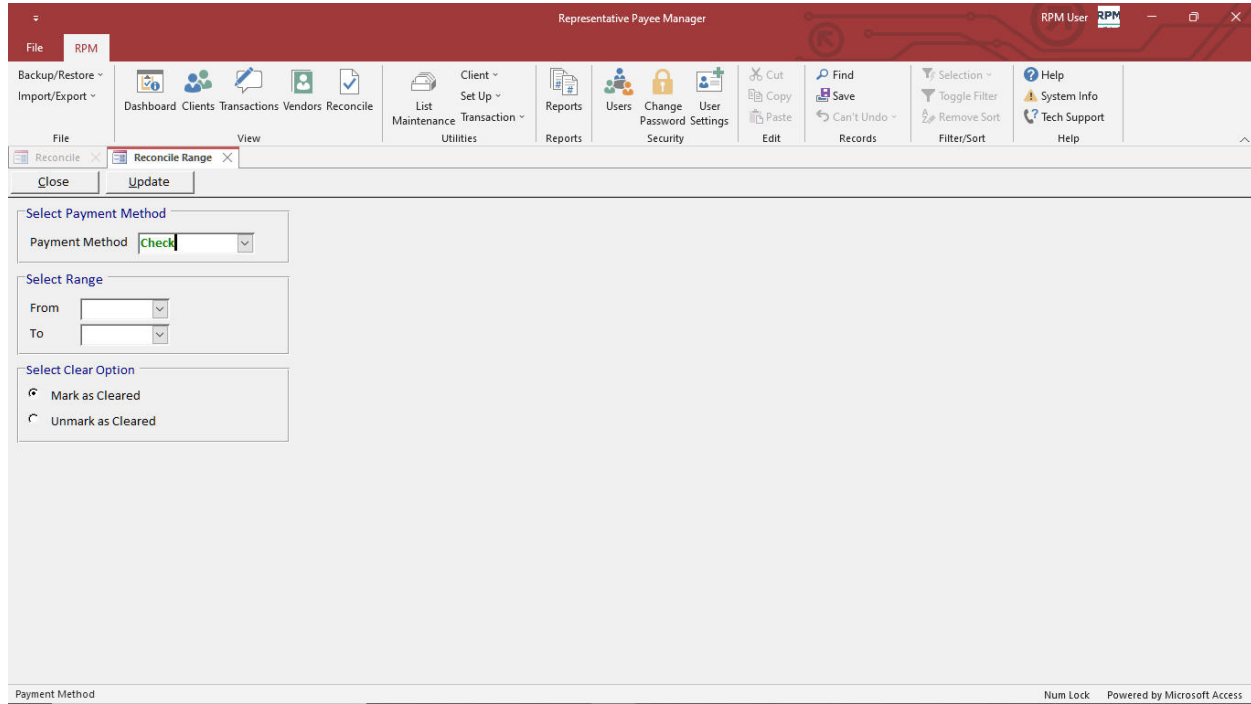 Representative Payee Manager
RPM User RPM
File RPM
Backup/Restore
Import/Export
Dashboard Clients Transactions Vendors Reconcile
List Maintenance
Client
Set Up
Transaction
Reports
Users
Change Password
User Settings
Cut
Copy
Paste
Find
Save
Can't Undo
Selection
Toggle Filter
Remove Sort
Help
System Info
Tech Support
File View Utilities Reports Security Edit Records Filter/Sort Help
Reconcile Reconcile Range
Close Update
Select Payment Method
Payment Method Check
Select Range
From
To
Select Clear Option
Mark as Cleared
Unmark as Cleared
Payment Method Num Lock Powered by Microsoft Access